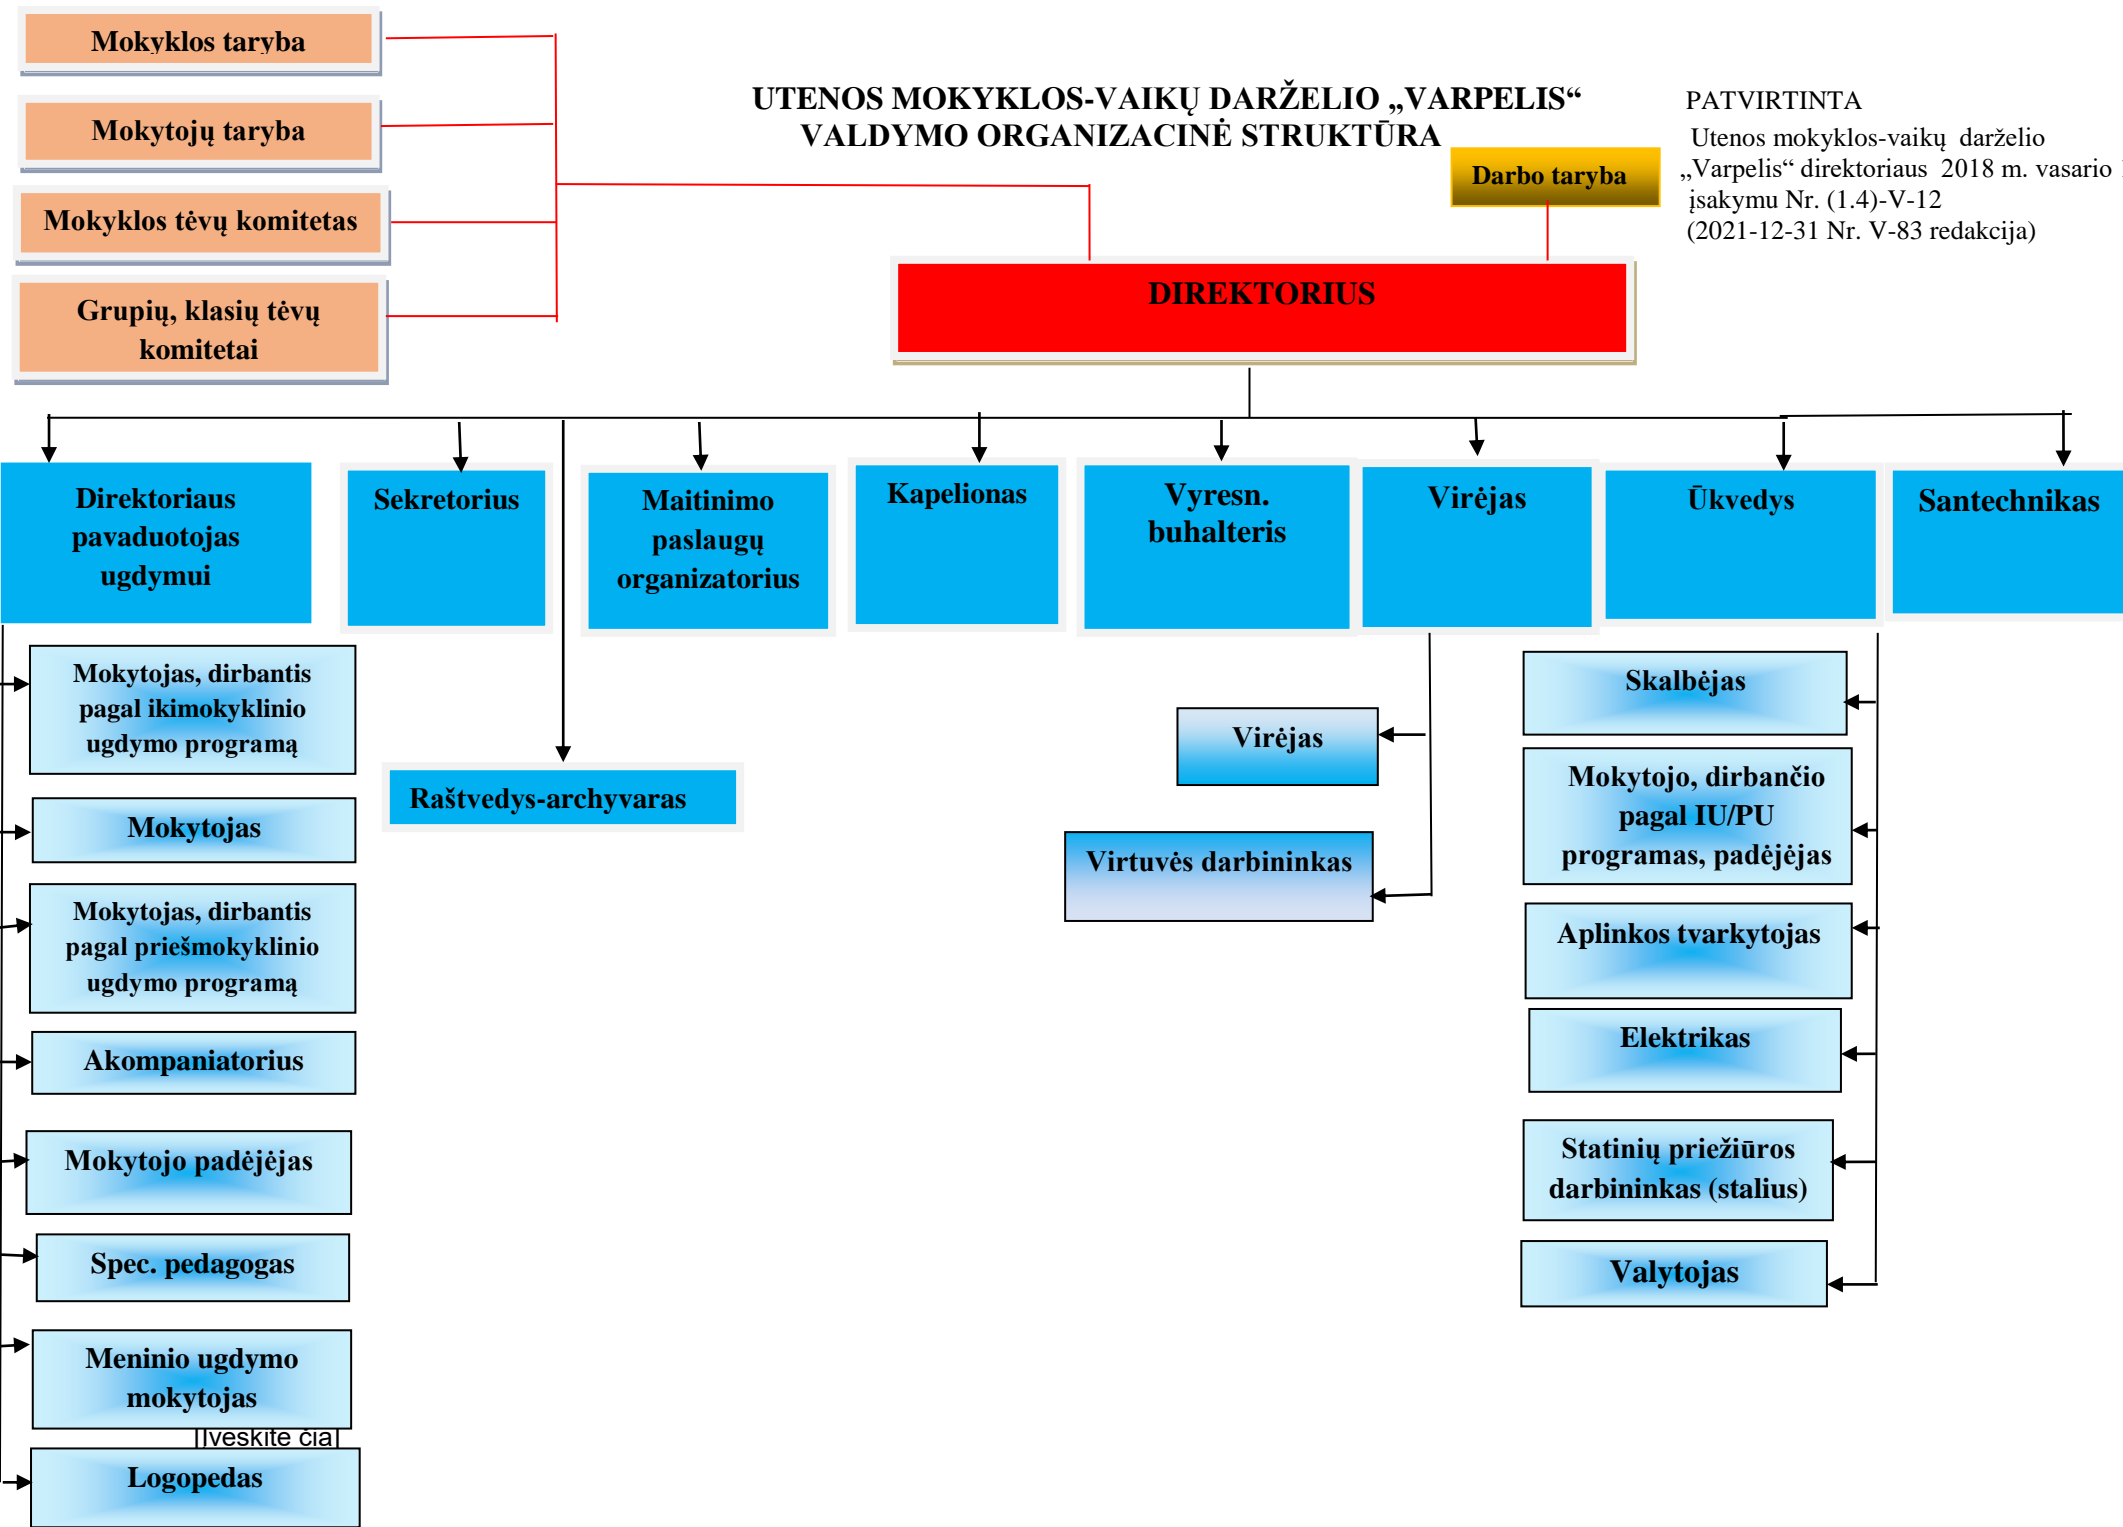 Mokyklos taryba
Mokytojų taryba
Mokyklos tėvų komitetas
Grupių, klasių tėvų
komitetai
UTENOS MOKYKLOS-VAIKŲ DARŽELIO „VARPELIS“
VALDYMO ORGANIZACINĖ STRUKTŪRA
Darbo taryba
PATVIRTINTA
Utenos mokyklos-vaikų darželio
„Varpelis“ direktoriaus 2018 m. vasario
įsakymu Nr. (1.4)-V-12
(2021-12-31 Nr. V-83 redakcija)
DIREKTORIUS
Direktoriaus
pavaduotojas
ugdymui
Sekretorius
Maitinimo
paslaugų
organizatorius
Kapelionas
Vyresn.
buhalteris
Virėjas
Ūkvedys
Santechnikas
Mokytojas, dirbantis
pagal ikimokyklinio
ugdymo programą
Mokytojas
Mokytojas, dirbantis
pagal priešmokyklinio
ugdymo programą
Akompaniatorius
Mokytojo padėjėjas
Spec. pedagogas
Meninio ugdymo
mokytojas
[Įveskite čia]
Logopedas
Raštvedys-archyvaras
Virėjas
Virtuvės darbininkas
Skalbėjas
Mokytojo, dirbančio
pagal IU/PU
programas, padėjėjas
Aplinkos tvarkytojas
Elektrikas
Statinių priežiūros
darbininkas (stalius)
Valytojas